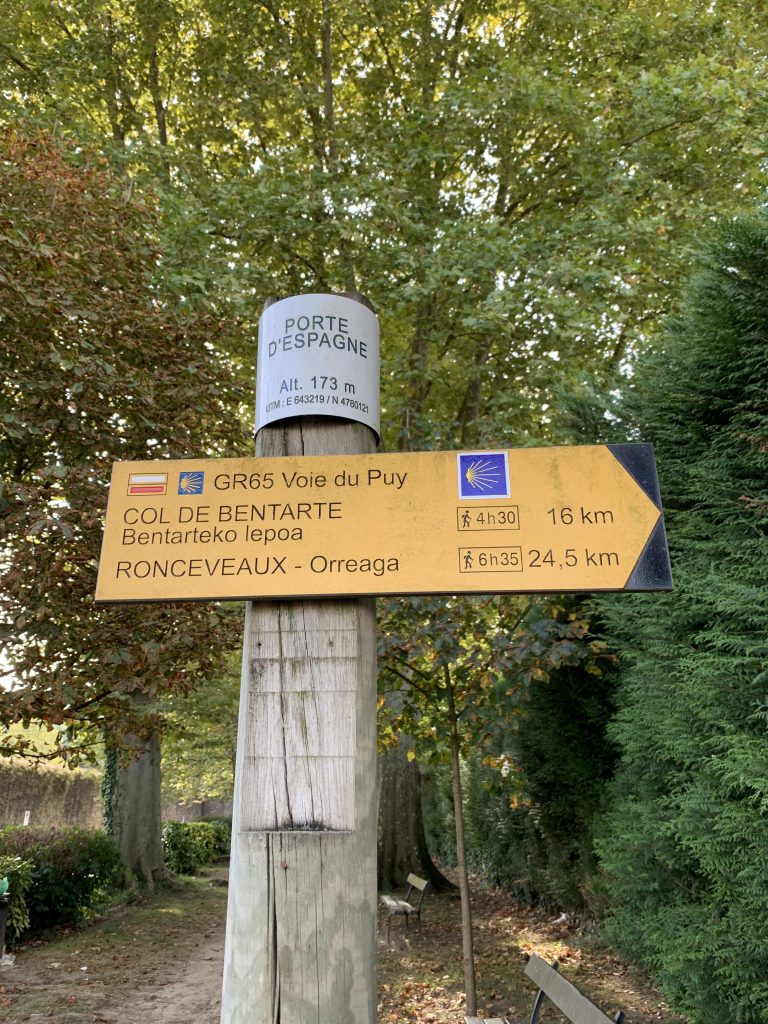 PORTE
D'ESPAGNE
Alt. 173 m
UTM : E 643219 / N 4780121
GR65 Voie du Puy
COL DE BENTARTE 4h30 16 km
Bentarteko lepoa
RONCEVEAUX - Orreaga 6h35 24,5 km